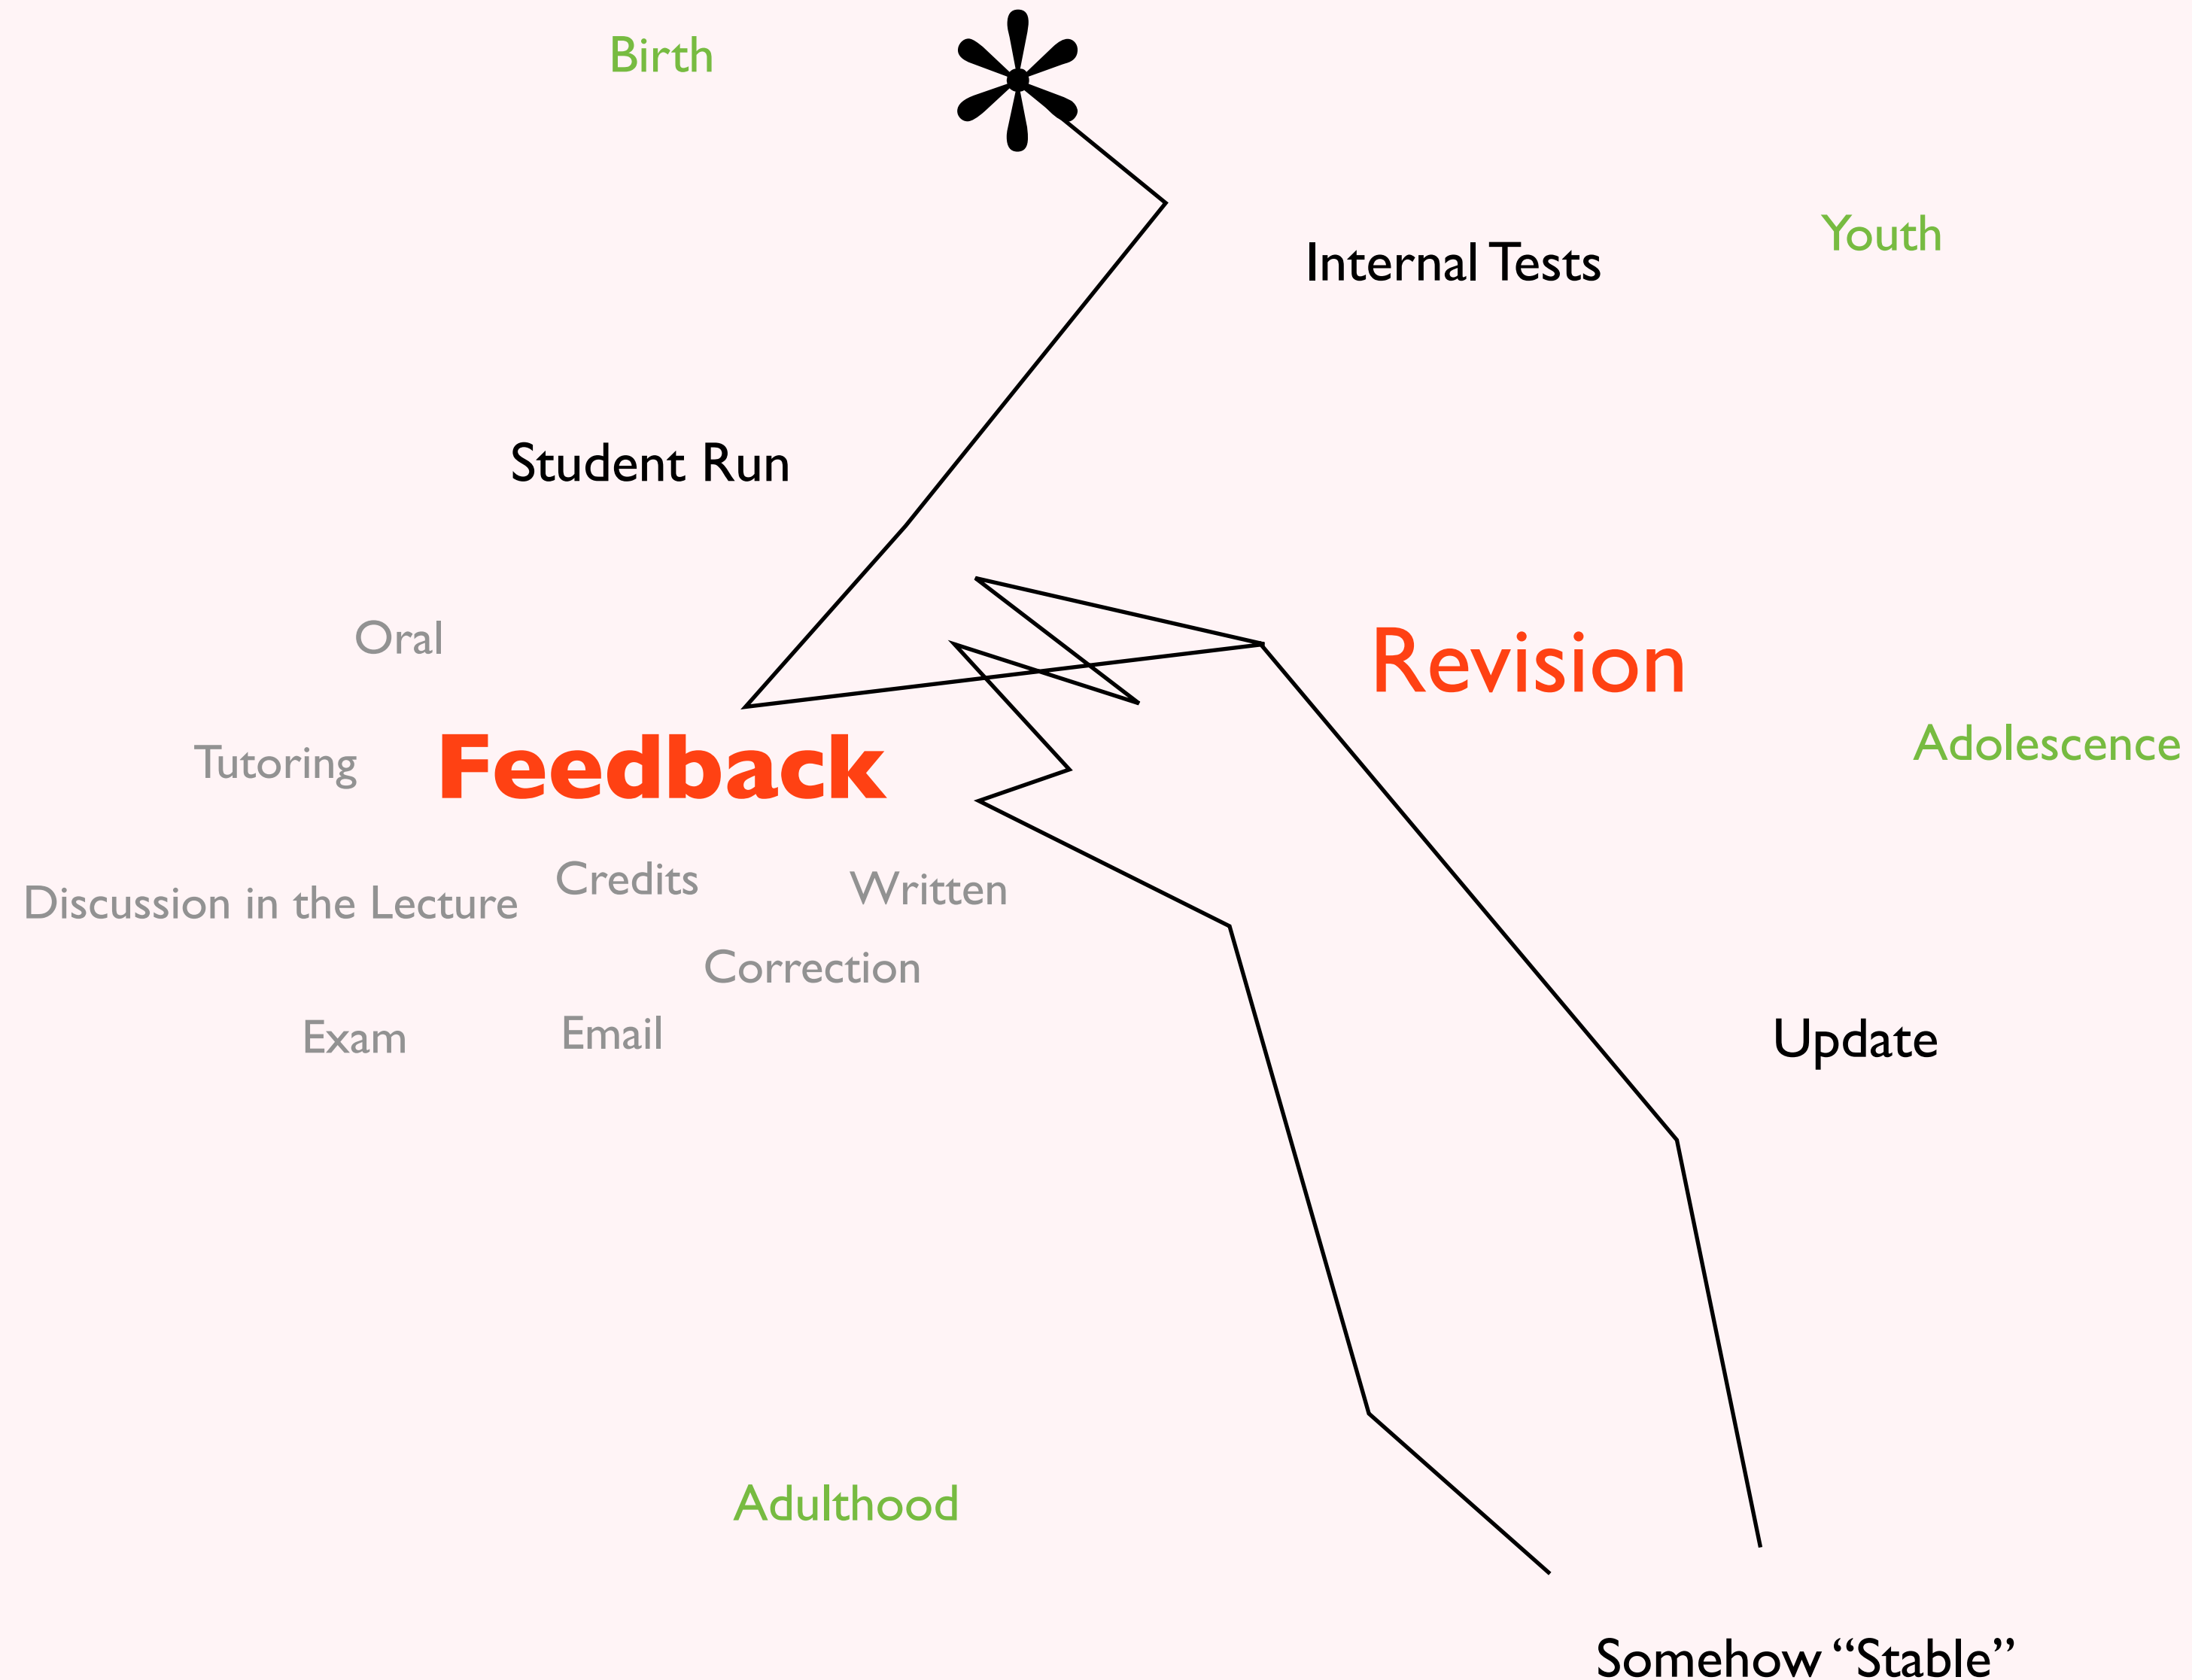 Birth
Youth
Internal Tests
Student Run
Oral
Revision
Adolescence
Tutoring
Feedback
Credits
Written
Discussion in the Lecture
Correction
Exam
Email
Update
Adulthood
Somehow “Stable”